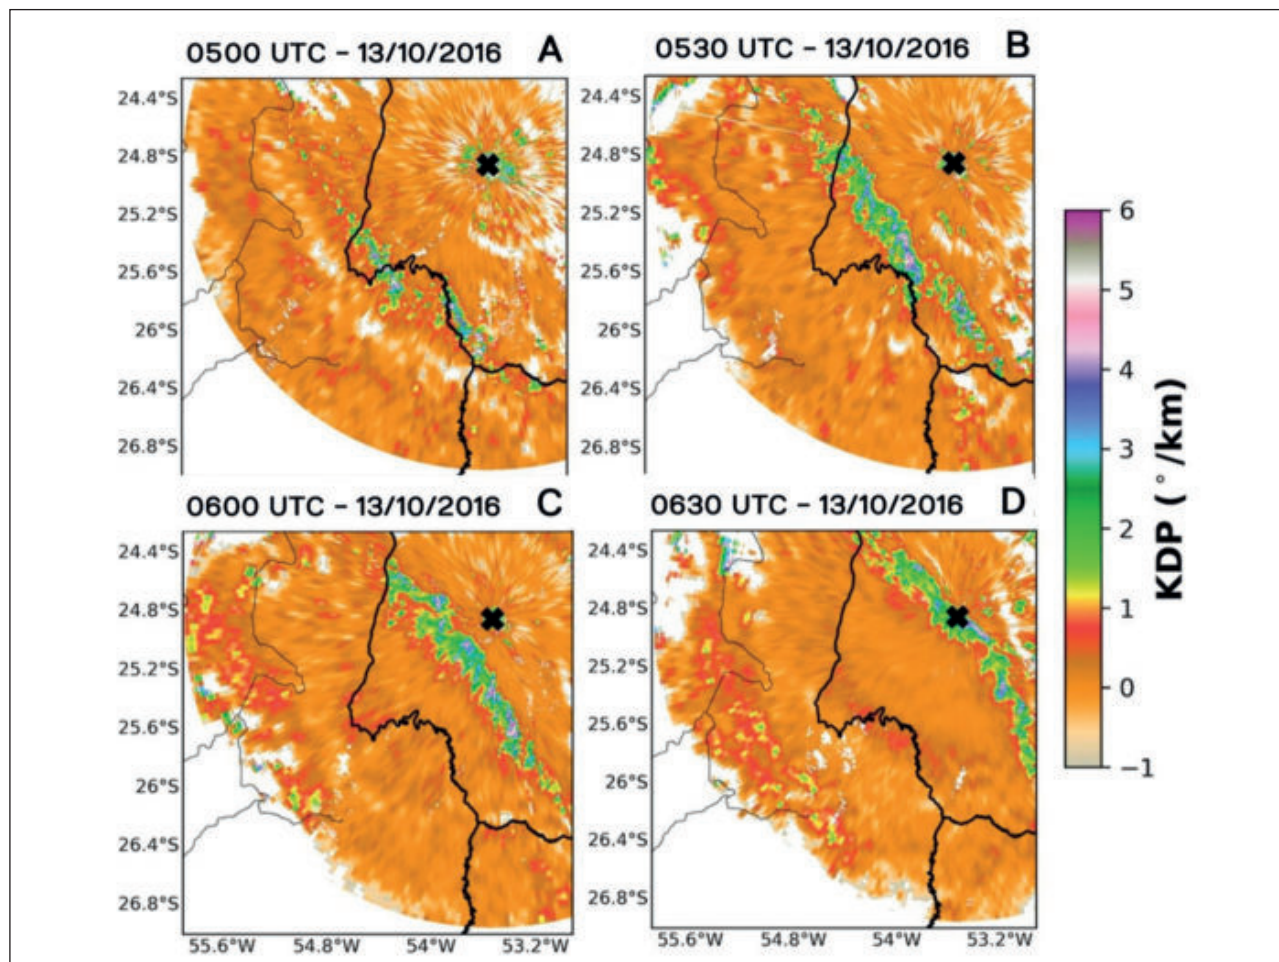 0500 UTC - 13/10/2016 A
0530 UTC - 13/10/2016 B
24.4°S
24.8°S
25.2°S
25.6°S
26°S
26.4°S
26.8°S
24.4°S
24.8°S
25.2°S
25.6°S
26°S
26.4°S
26.8°S
0600 UTC - 13/10/2016 C
0630 UTC - 13/10/2016 D
24.4°S
24.8°S
25.2°S
25.6°S
26°S
26.4°S
26.8°S
55.6°W 54.8°W 54°W 53.2°W
24.4°S
24.8°S
25.2°S
25.6°S
26°S
26.4°S
26.8°S
55.6°W 54.8°W 54°W 53.2°W
6
5
4
3
2
1
0
−1
KDP (°/km)